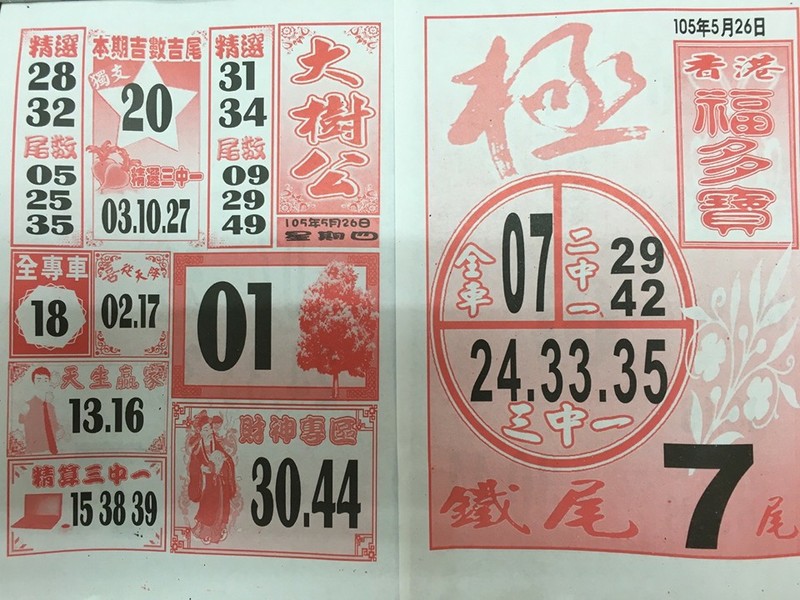 精選
28
32
尾數
05
25
35
本期吉數吉尾
獨支
20
精選三中一
03.10.27
精選
31
34
尾數
09
29
49
大樹公
105年5月26日
星期四
全專車
18
02.17
01
天生贏家
13.16
財神專區
30.44
精算三中一
15 38 39
極
105年5月26日
香港
福多寶
全車
07
二中一
29
42
24.33.35
三中一
鐵尾
7
尾